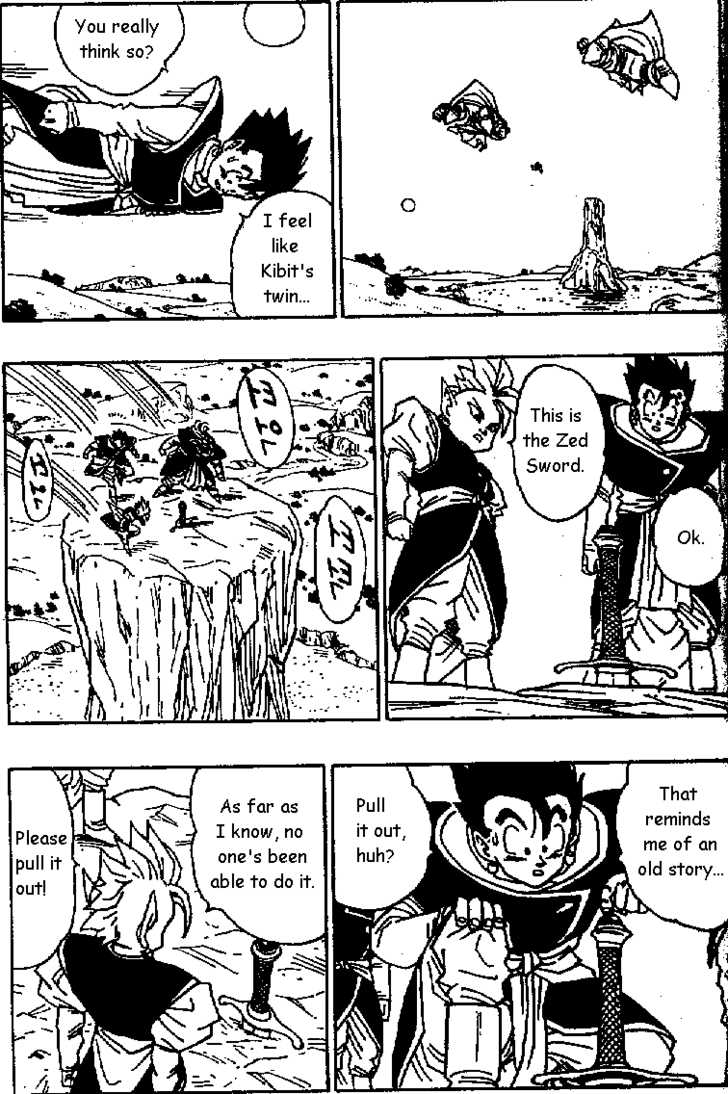 You really
think so?
I feel
like
Kibit's
twin...
This is
the Zed
Sword.
Ok.
Please
pull it
out!
As far as
I know, no
one's been
able to do it.
Pull
it out,
huh?
That
reminds
me of an
old story...